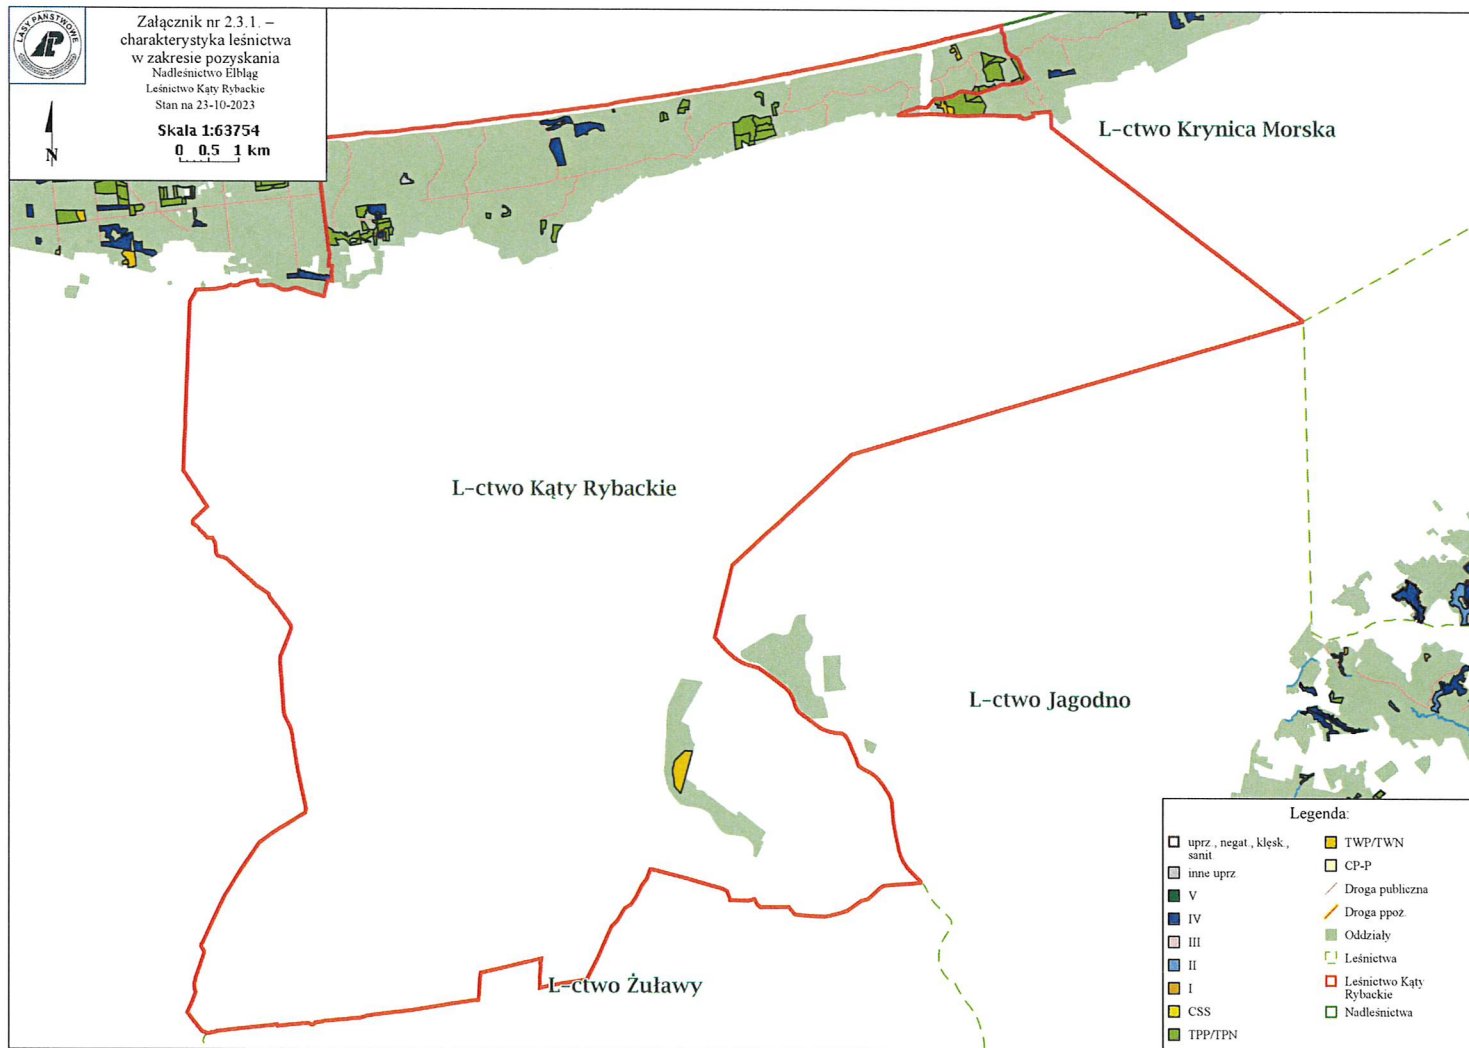 LASY PAŃSTWOWE
Załącznik nr 2.3.1. –
charakterystyka leśnictwa
w zakresie pozyskania
Nadleśnictwo Elbląg
Leśnictwo Kąty Rybackie
Stan na 23-10-2023
Skala 1:63754
0 0.5 1 km
N
L-ctwo Krynica Morska
L-ctwo Kąty Rybackie
L-ctwo Jagodno
L-ctwo Żuławy
Legenda:
uprz., negat., klęsk.,
sanit
inne uprz
V
IV
III
II
I
CSS
TPP/TPN
TWP/TWN
CP-P
Droga publiczna
Droga ppoż.
Oddziały
Leśnictwa
Leśnictwo Kąty
Rybackie
Nadleśnictwa